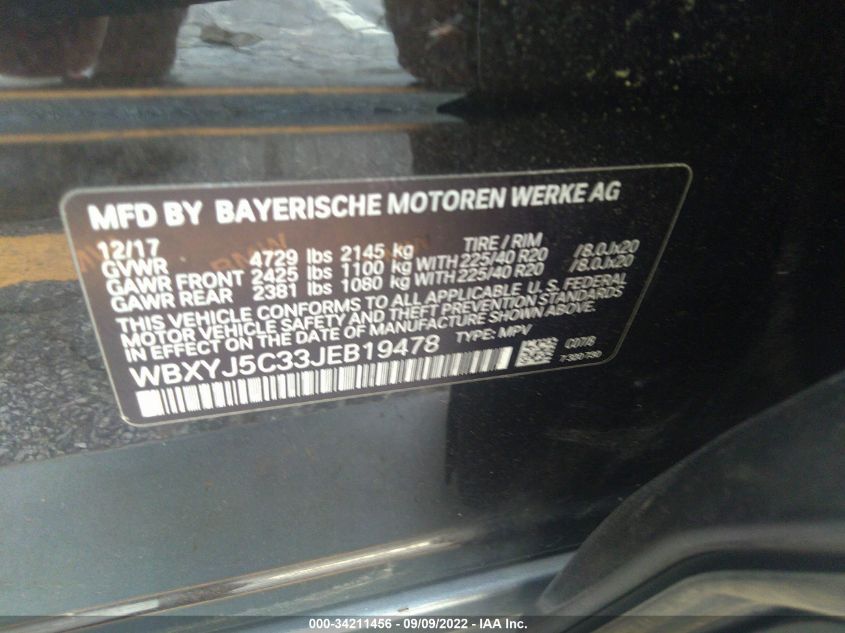 MFD BY BAYERISCHE MOTOREN WERKE AG
12/17 TIRE / RIM
GVWR 4729 lbs 2145 kg
GAWR FRONT 2425 lbs 1100 kg WITH 225/40 R20 /8.0Jx20
GAWR REAR 2381 lbs 1080 kg WITH 225/40 R20 /8.0Jx20
THIS VEHICLE CONFORMS TO ALL APPLICABLE U. S. FEDERAL
MOTOR VEHICLE SAFETY AND THEFT PREVENTION STANDARDS
IN EFFECT ON THE DATE OF MANUFACTURE SHOWN ABOVE.
WBXYJ5C33JEB19478 TYPE: MPV
000-34211456 - 09/09/2022 - IAA Inc.